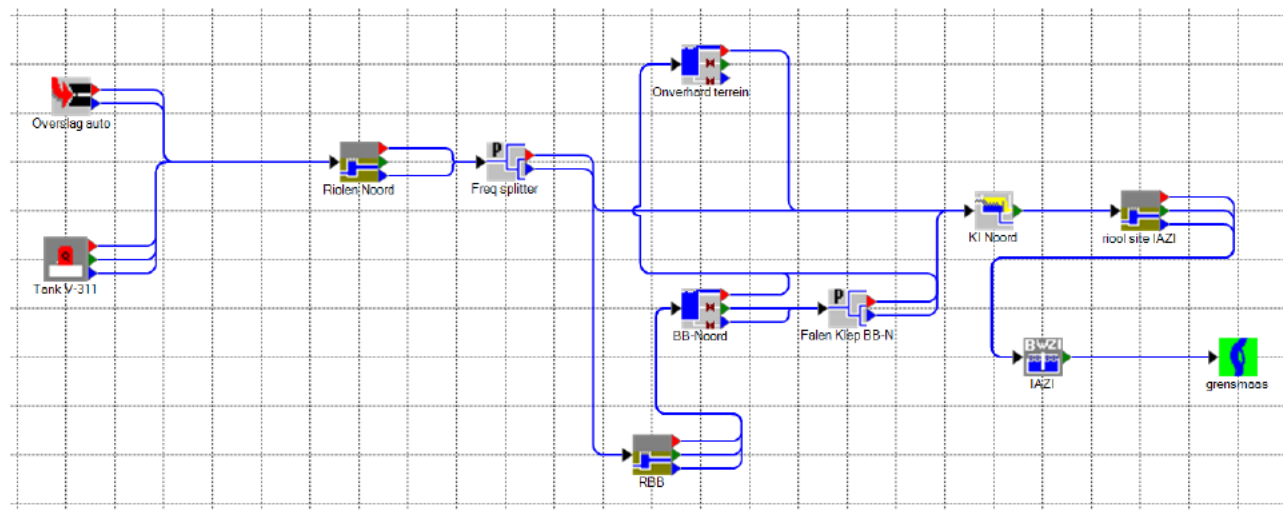 Onverhard terrein
Overslag auto
P
Riolen Noord
Freq splitter
KI Noord
riool site IAZI
Tank V-311
P
BB-Noord
Falen Klep BB-N
BWZI
IAZI
grensmaas
RBB